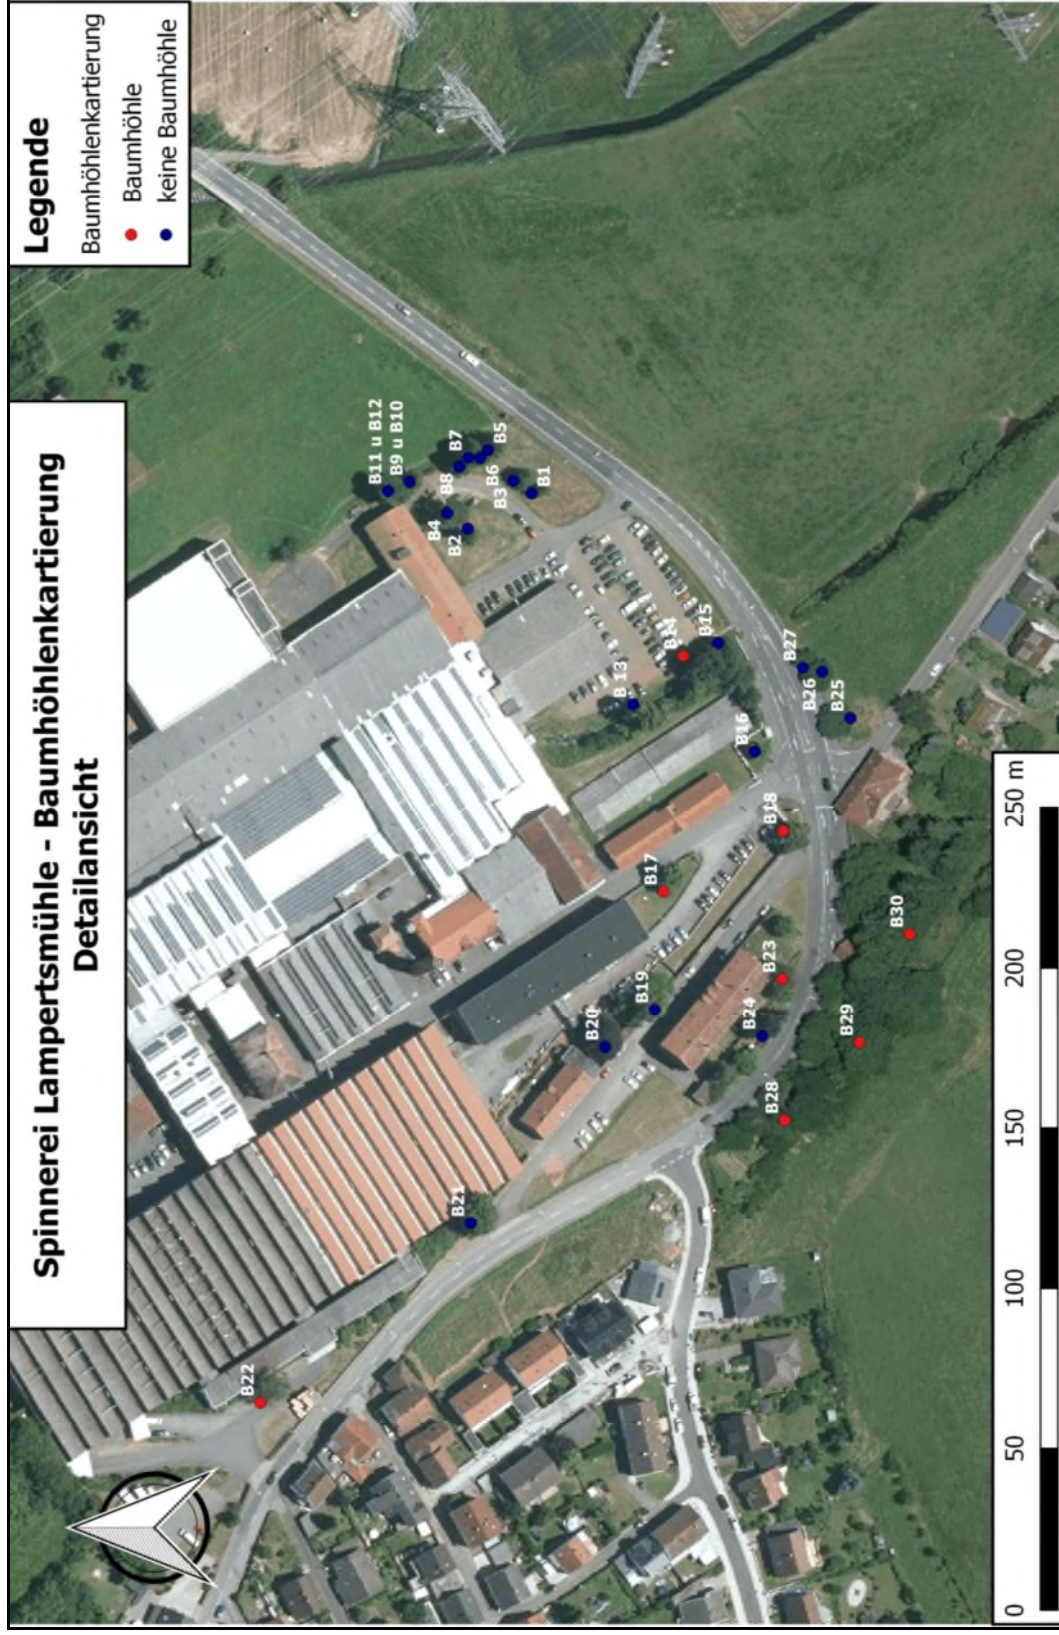 Spinnerei Lampertsmühle - Baumhöhlenkartierung
Detailansicht
Legende
Baumhöhlenkartierung
Baumhöhle
keine Baumhöhle
B11 u B12
B9 u B10
B7
B8
B5
B6
B3
B1
B4
B2
B15
B14
B 13
B27
B26
B25
B16
B18
B17
B30
B23
B19
B24
B29
B20
B28
B21
B22
0
50
100
150
200
250 m